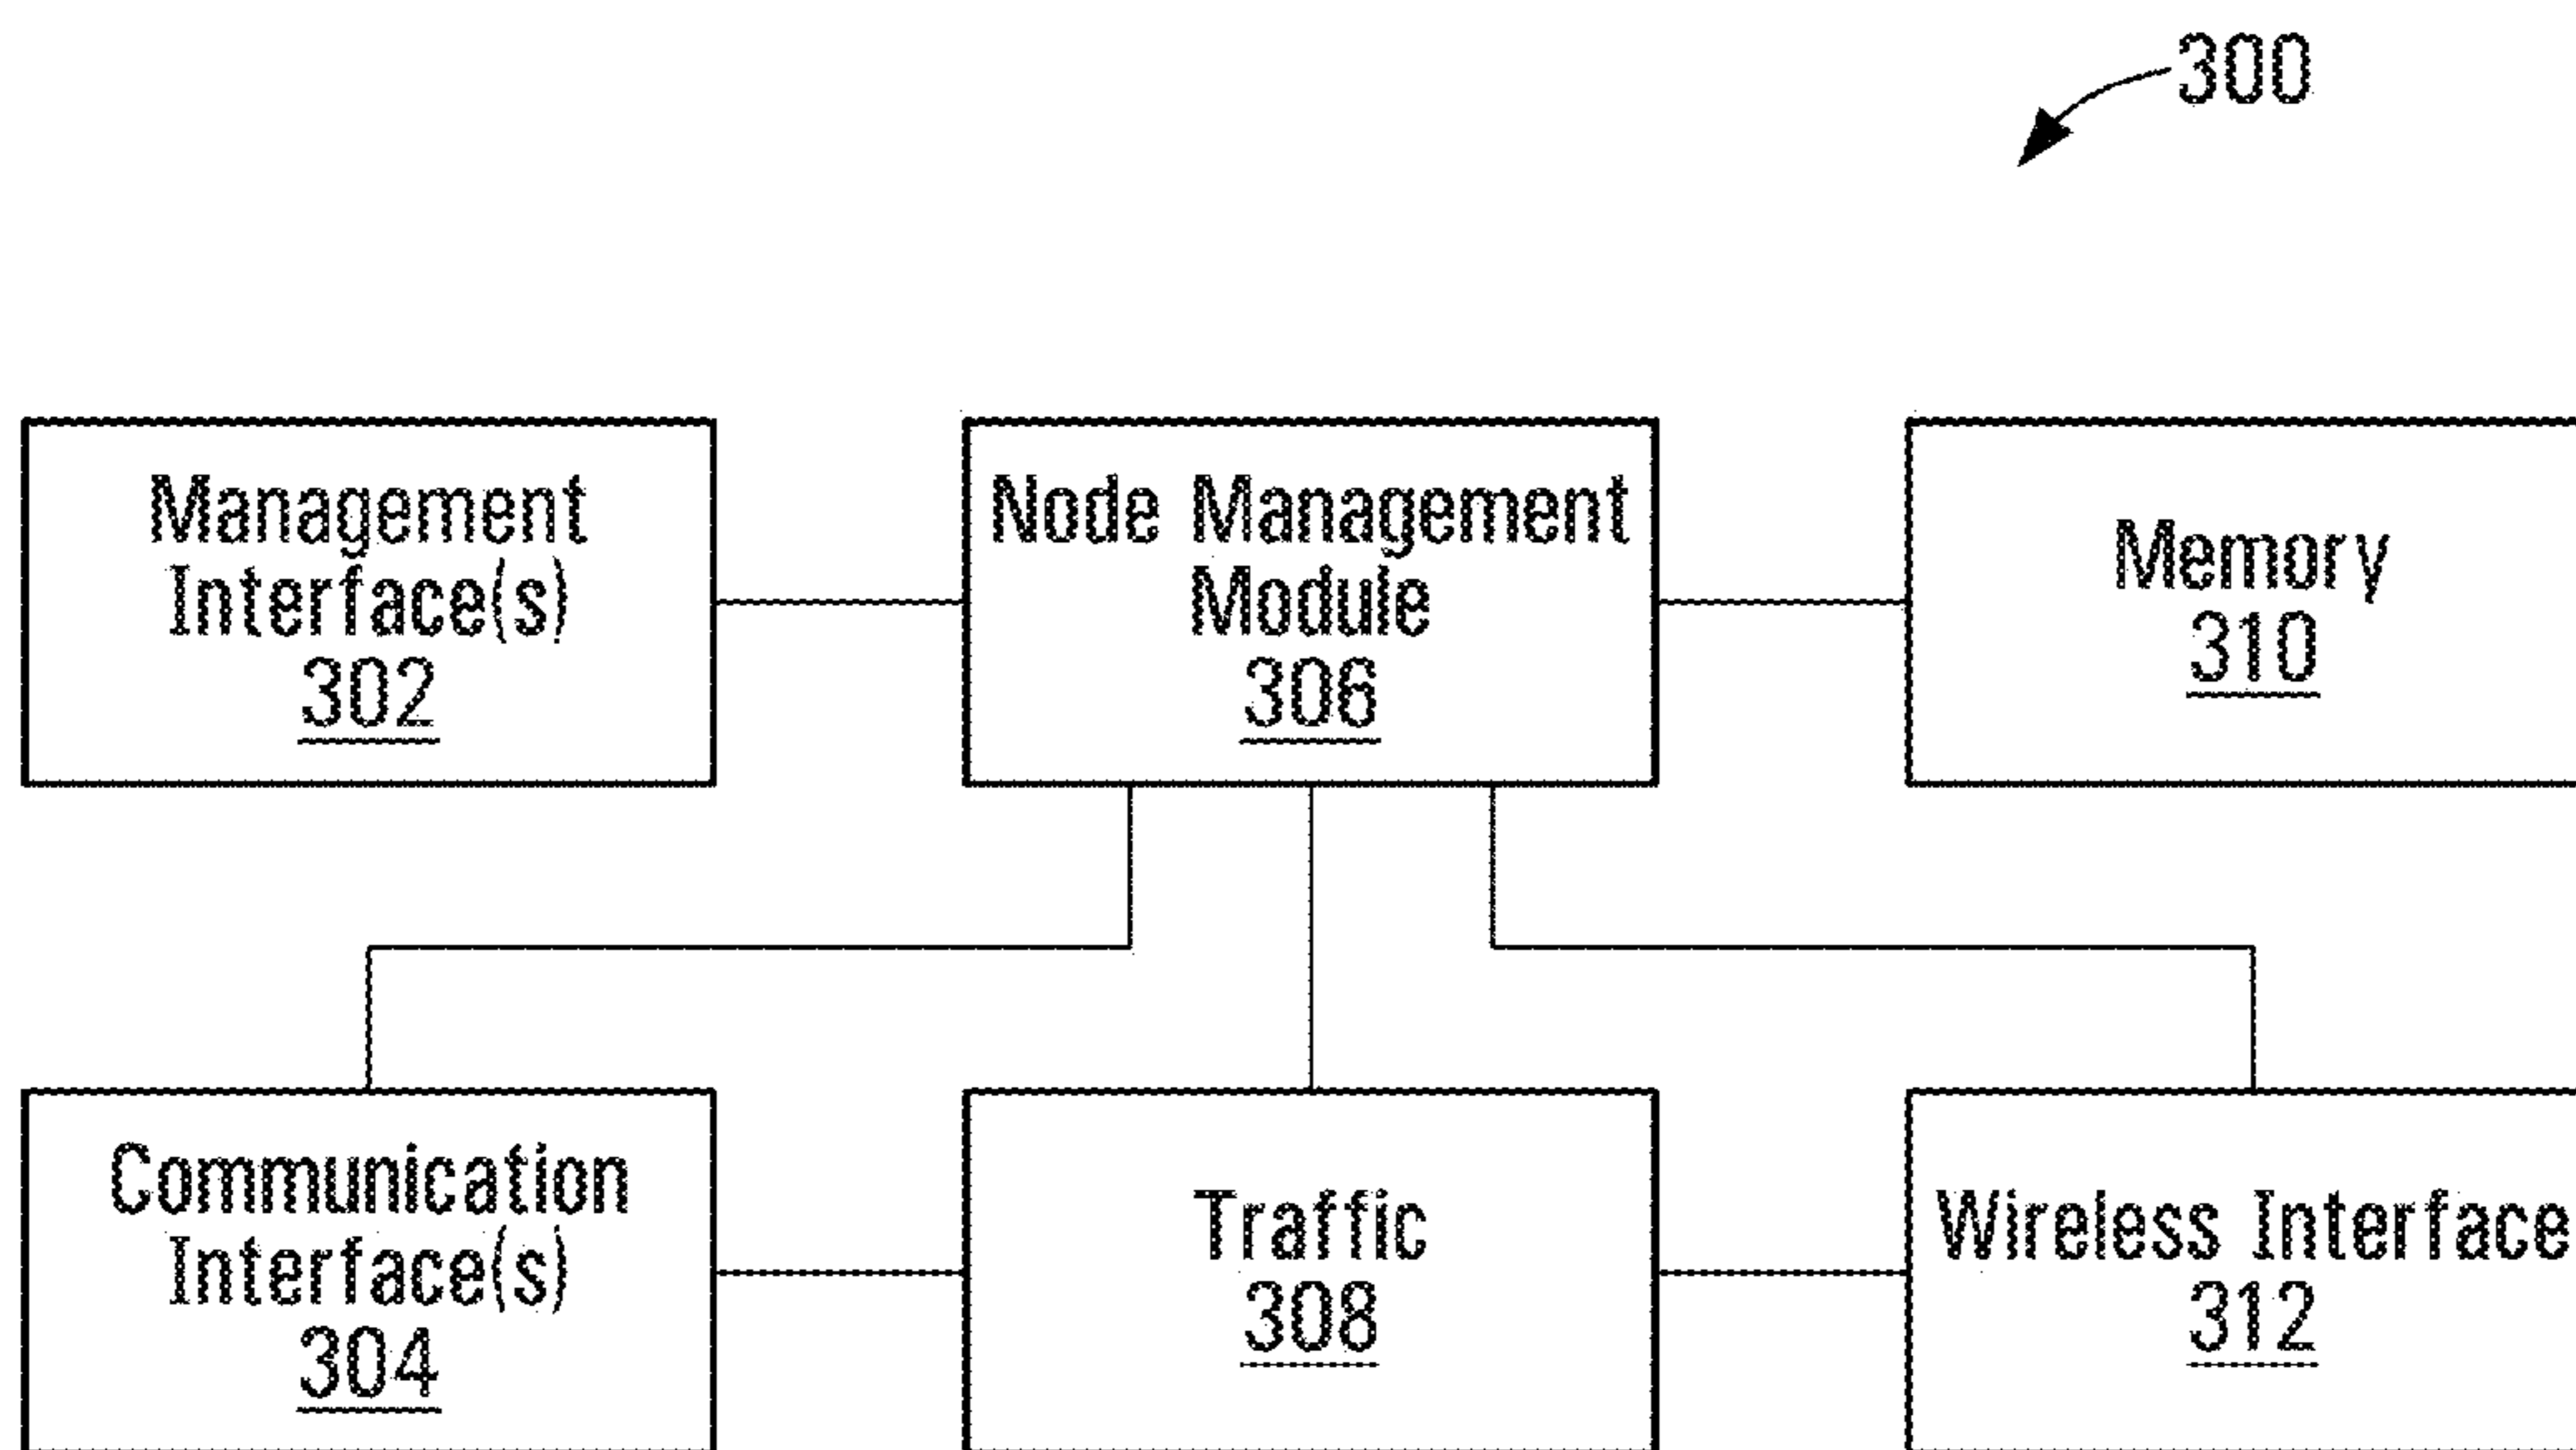 300
Management
Interface(s)
302
Node Management
Module
306
Memory
310
Communication
Interface(s)
304
Traffic
308
Wireless Interface
312